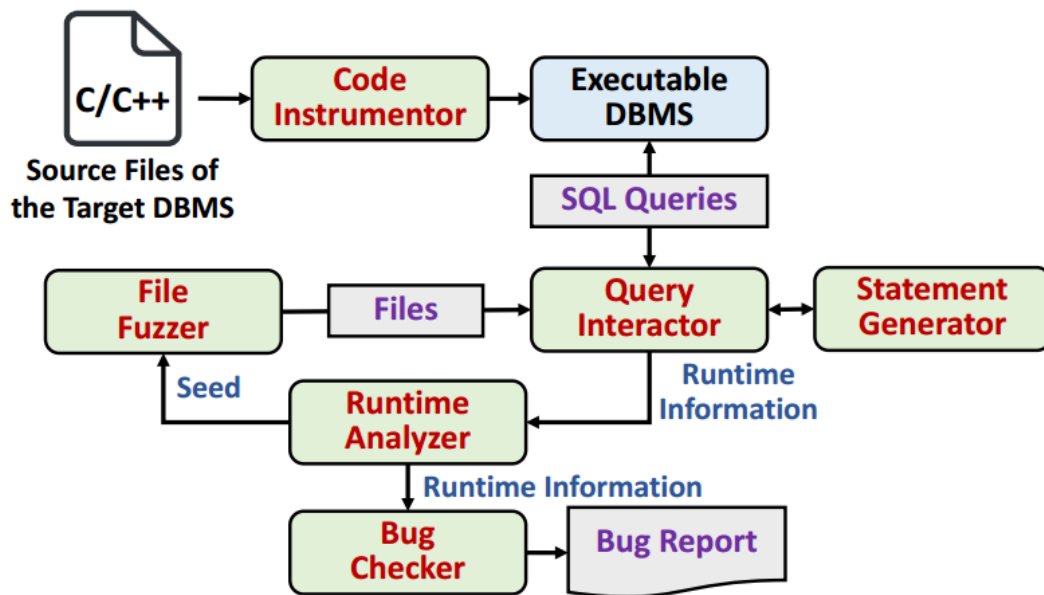 C/C++
Source Files of
the Target DBMS
Code
Instrumentor
Executable
DBMS
SQL Queries
File
Fuzzer
Files
Query
Interactor
Statement
Generator
Seed
Runtime
Analyzer
Runtime
Information
Runtime Information
Bug
Checker
Bug Report